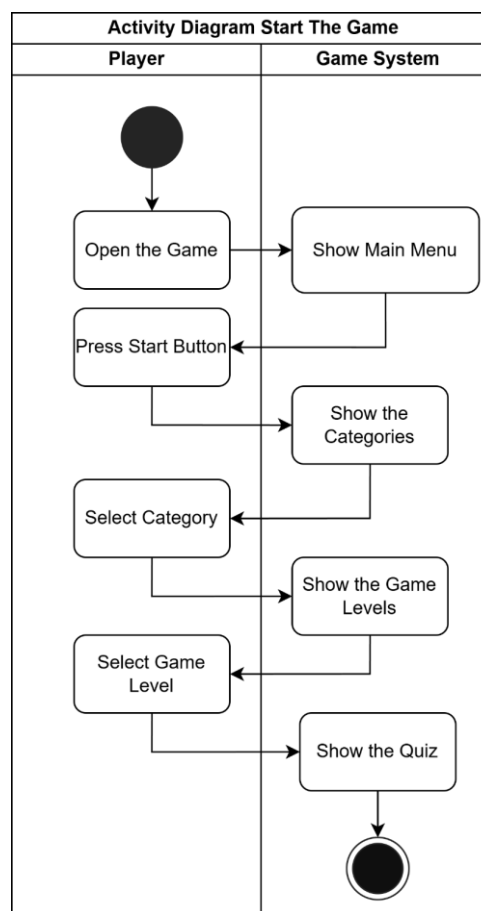 Activity Diagram Start The Game
Player
Game System
Open the Game
Show Main Menu
Press Start Button
Show the
Categories
Select Category
Show the Game
Levels
Select Game
Level
Show the Quiz